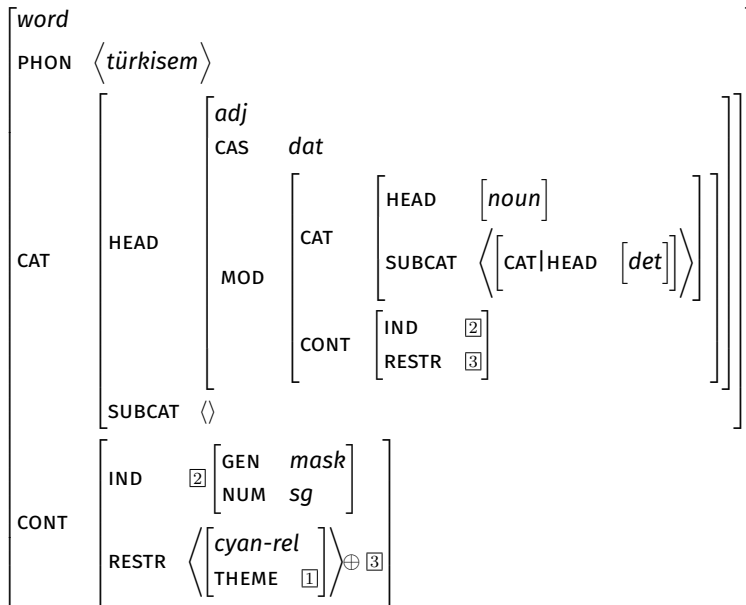 word
PHON ⟨türkisem⟩
adj
CAS dat
HEAD [noun]
CAT
SUBCAT ⟨[CAT|HEAD [det]]⟩
HEAD
MOD
CAT
IND 2
CONT
RESTR 3
SUBCAT ⟨⟩
GEN mask
IND 2
NUM sg
CONT
cyan-rel
RESTR ⟨ ⟩ ⊕ 3
THEME 1